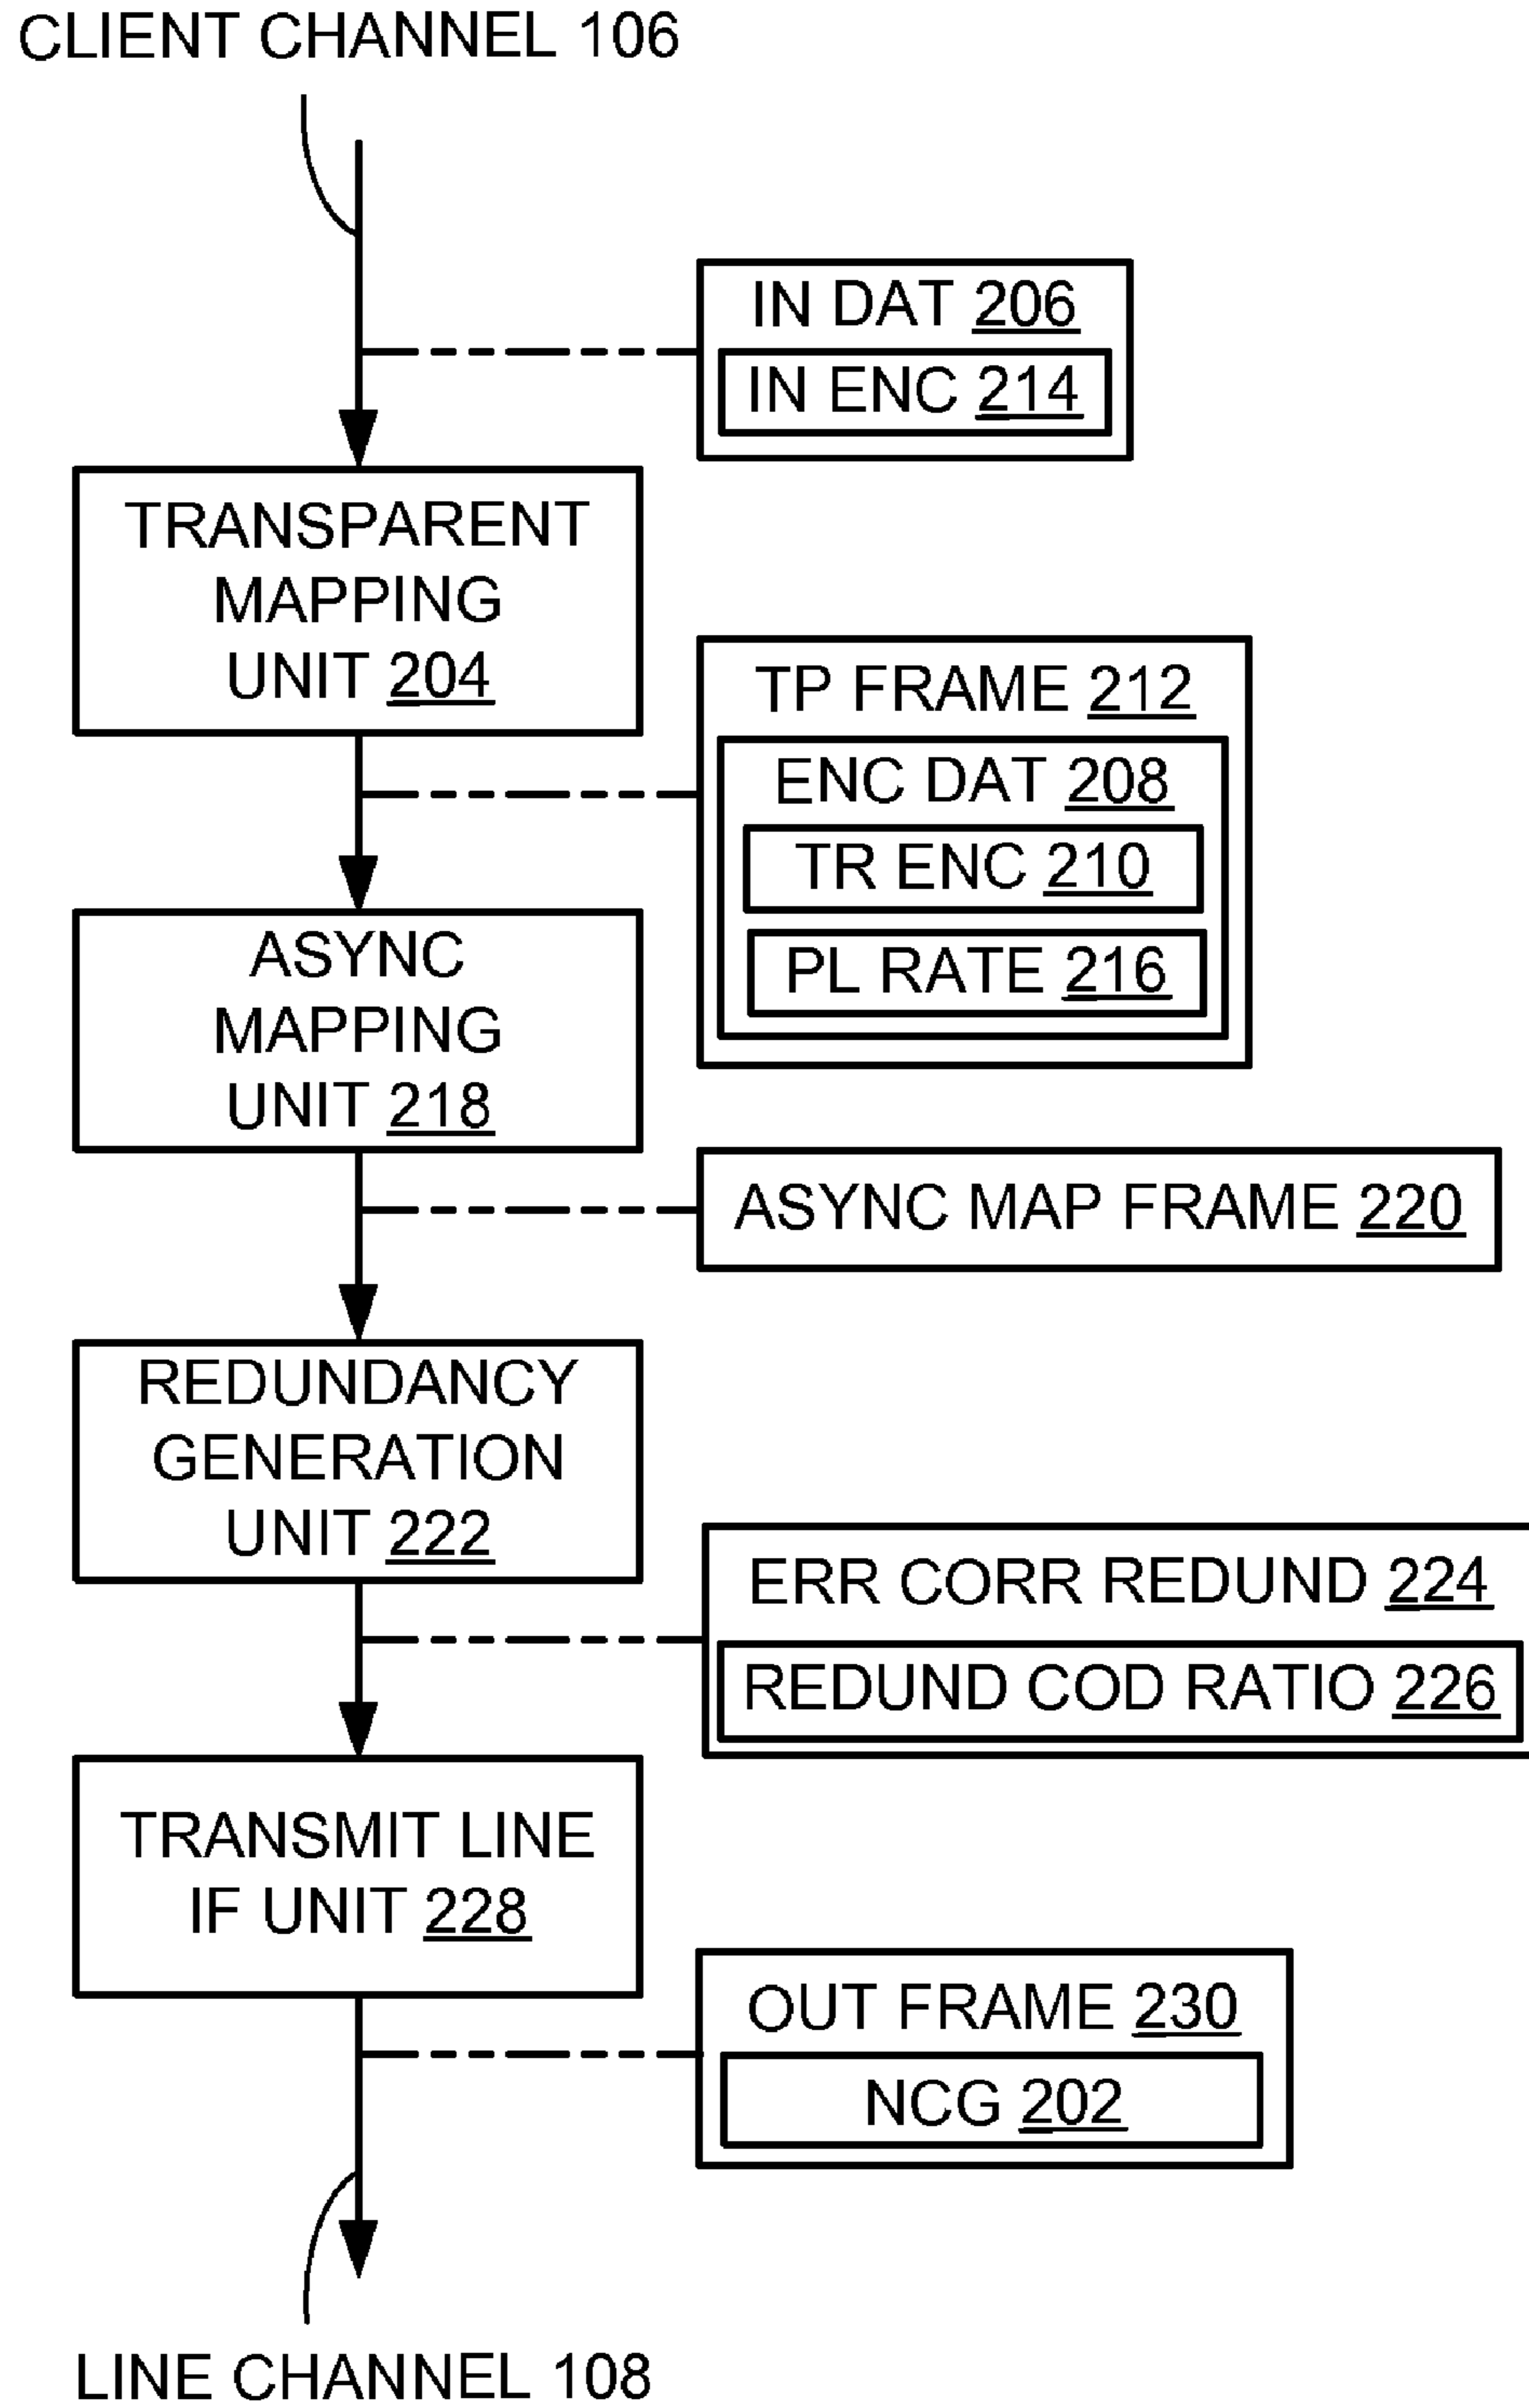 CLIENT CHANNEL 106
IN DAT 206
IN ENC 214
TRANSPARENT
MAPPING
UNIT 204
TP FRAME 212
ENC DAT 208
TR ENC 210
PL RATE 216
ASYNC
MAPPING
UNIT 218
ASYNC MAP FRAME 220
REDUNDANCY
GENERATION
UNIT 222
ERR CORR REDUND 224
REDUND COD RATIO 226
TRANSMIT LINE
IF UNIT 228
OUT FRAME 230
NCG 202
LINE CHANNEL 108